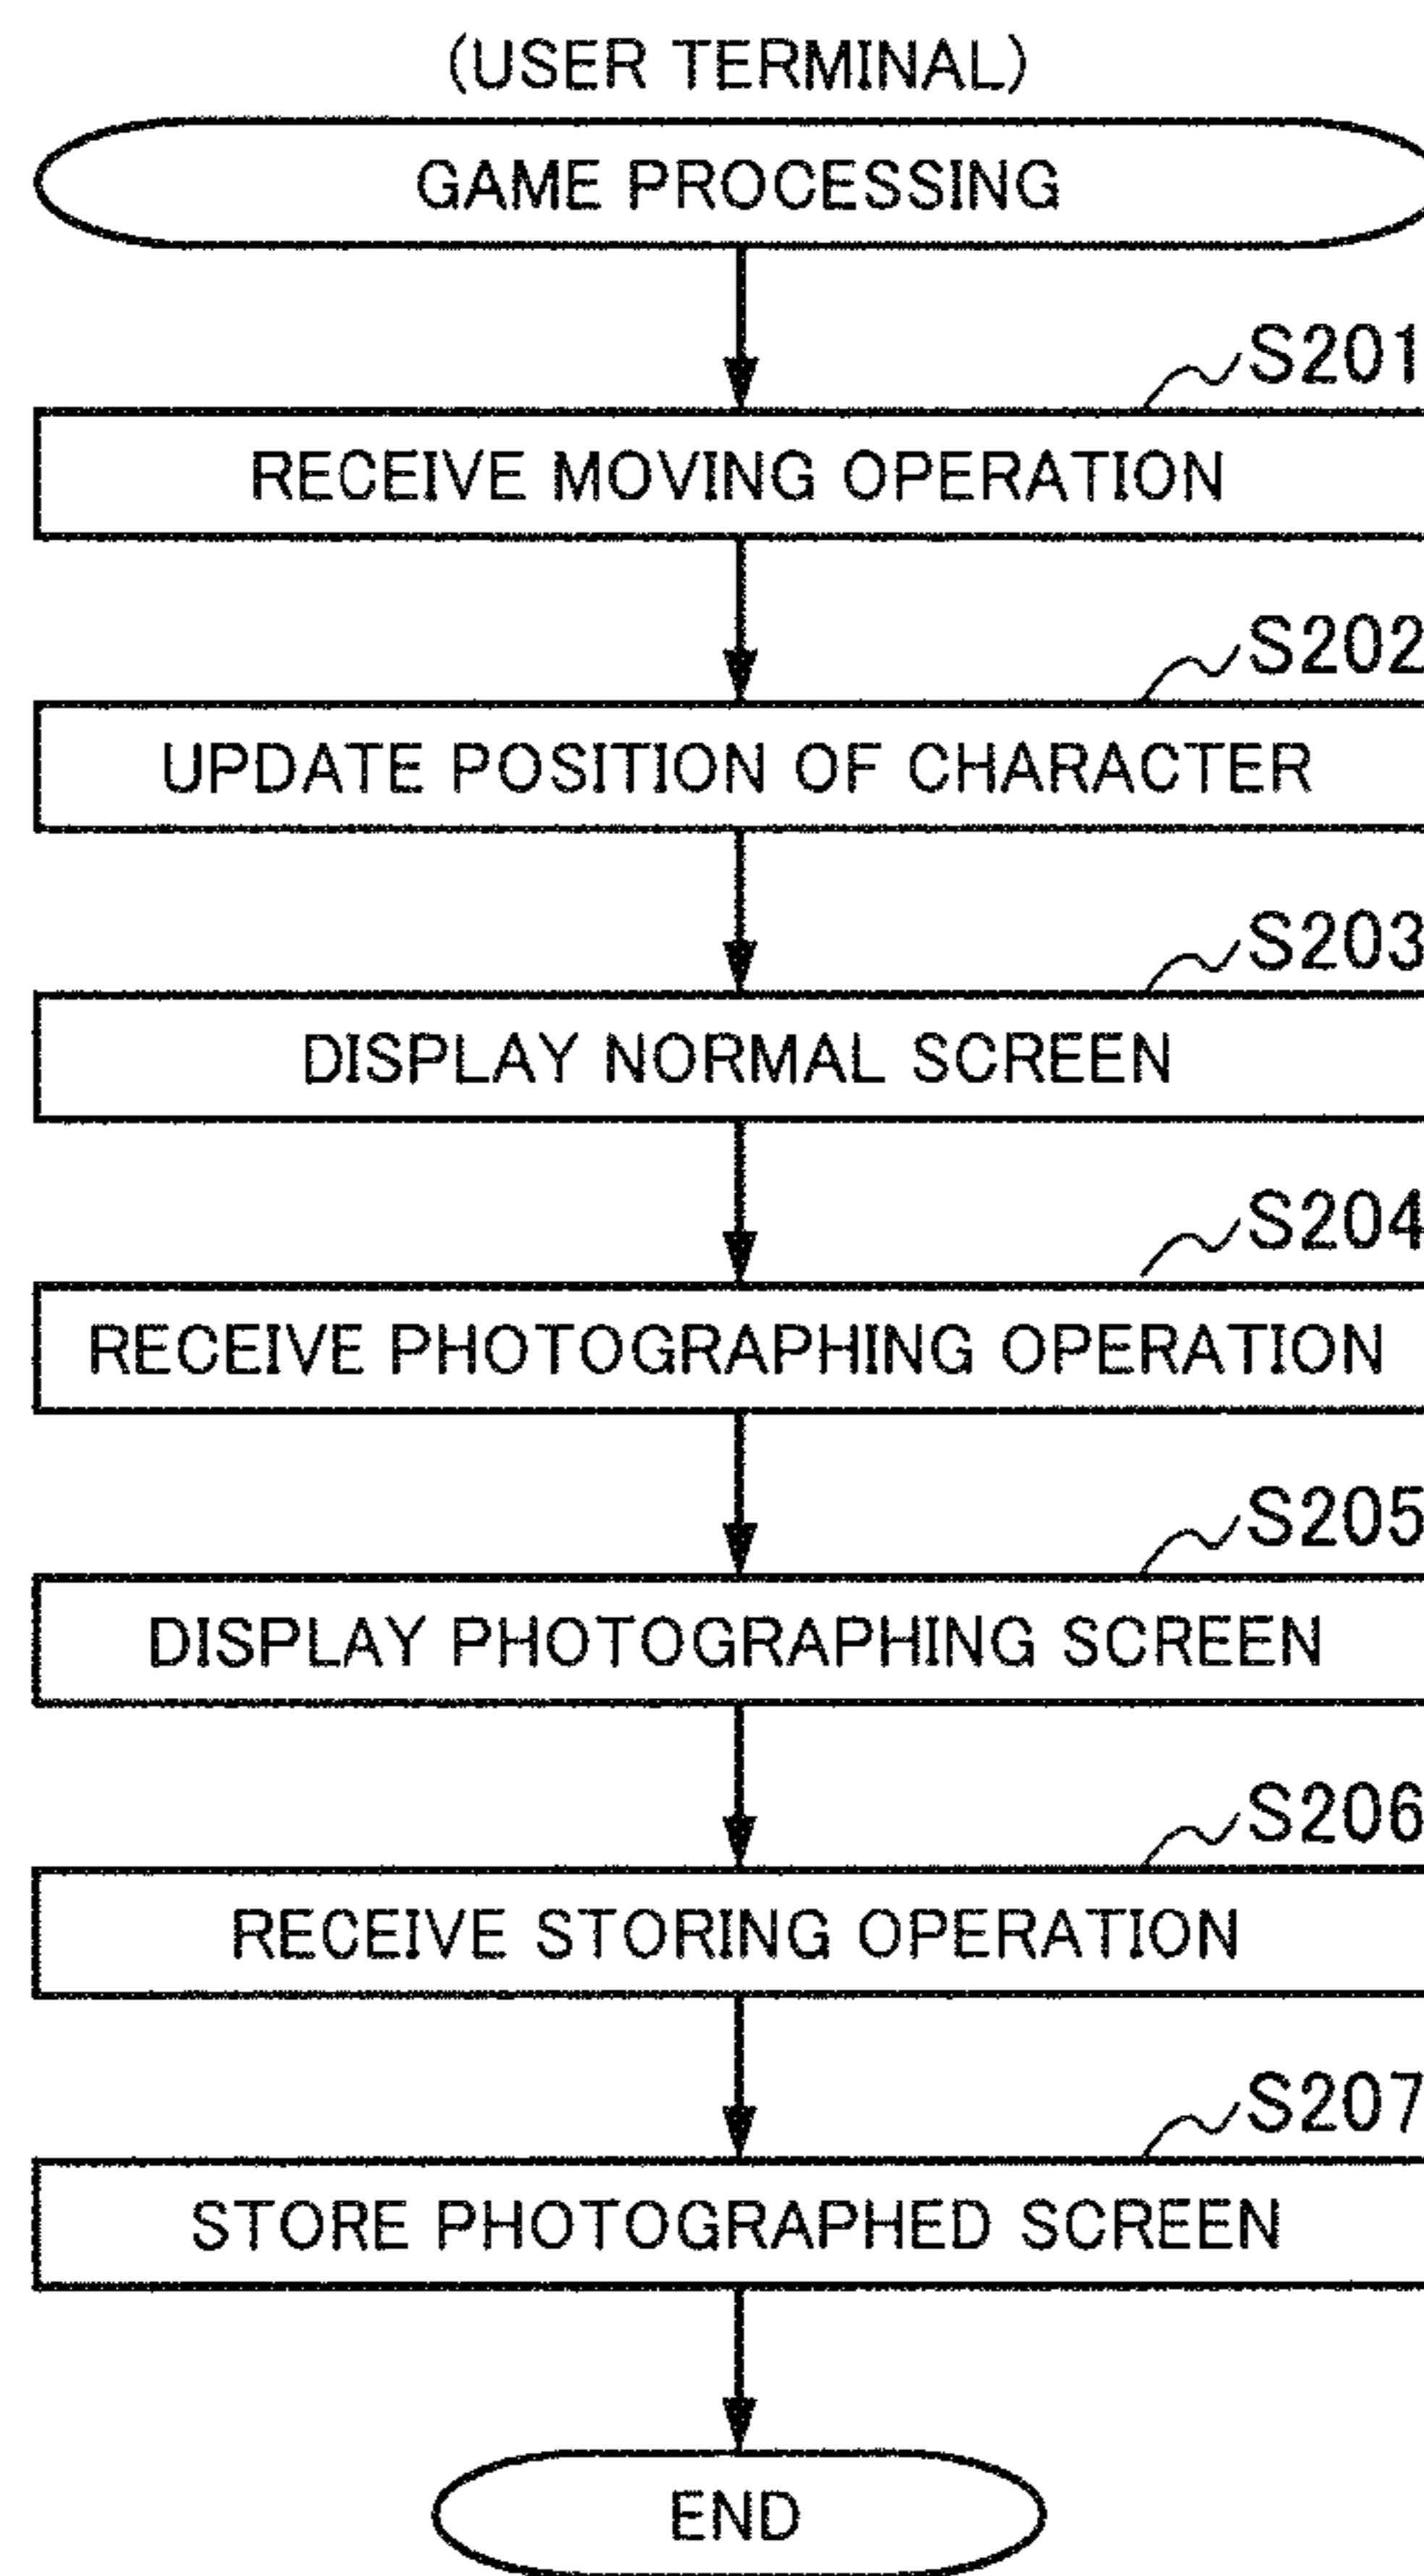 (USER TERMINAL)
GAME PROCESSING
S201
RECEIVE MOVING OPERATION
S202
UPDATE POSITION OF CHARACTER
S203
DISPLAY NORMAL SCREEN
S204
RECEIVE PHOTOGRAPHING OPERATION
S205
DISPLAY PHOTOGRAPHING SCREEN
S206
RECEIVE STORING OPERATION
S207
STORE PHOTOGRAPHED SCREEN
END